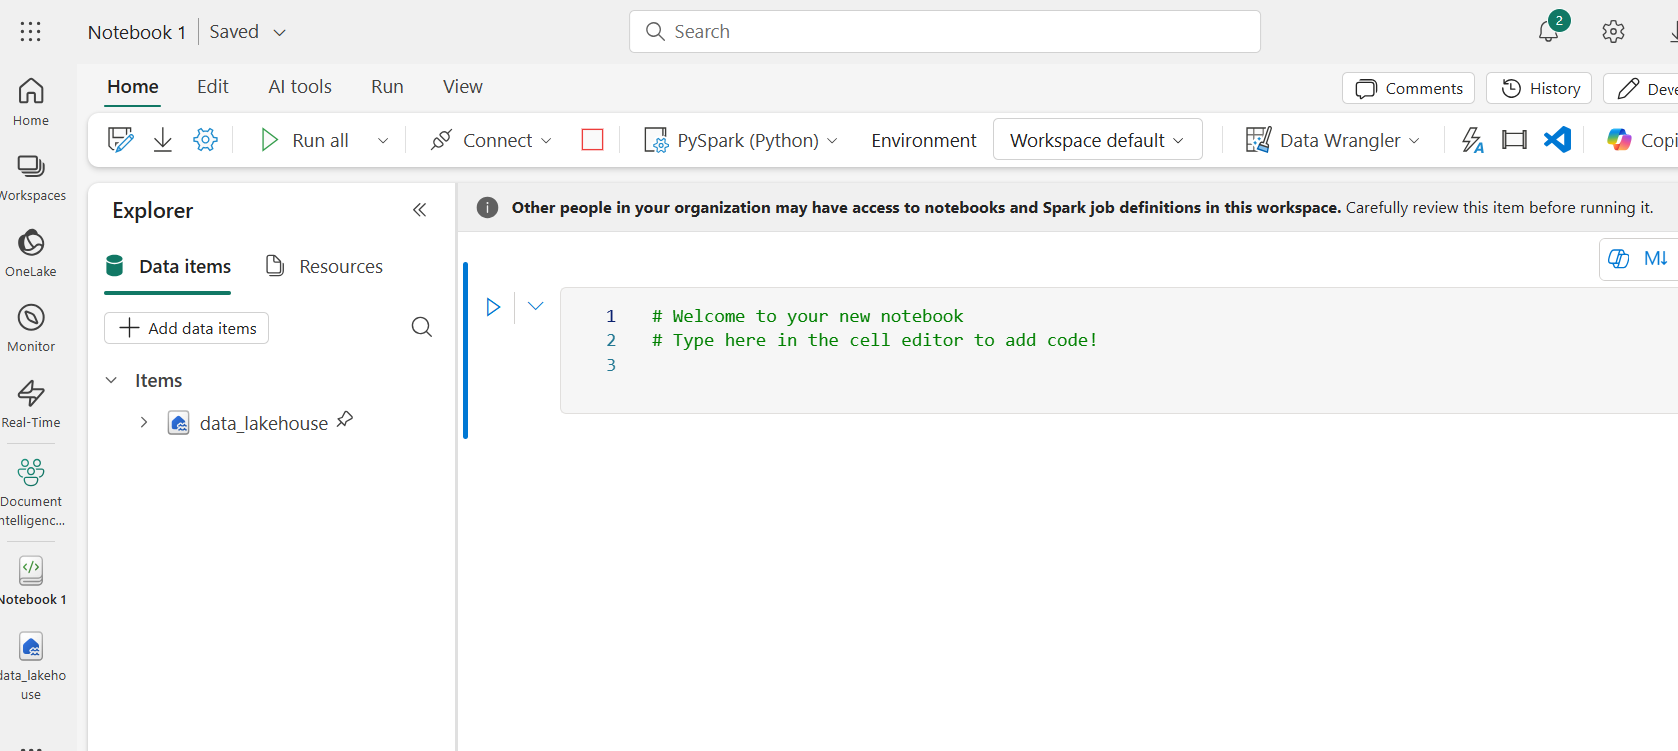 Notebook 1 Saved
Search
2
Home Edit AI tools Run View
Comments History Deve
Run all Connect PySpark (Python) Environment Workspace default Data Wrangler Copi
Home
Workspaces
OneLake
Monitor
Real-Time
Document
ntelligenc...
Notebook 1
data_lakeho
use
Explorer
Data items Resources
Add data items
Items
data_lakehouse
Other people in your organization may have access to notebooks and Spark job definitions in this workspace. Carefully review this item before running it.
M↓
1 # Welcome to your new notebook
2 # Type here in the cell editor to add code!
3